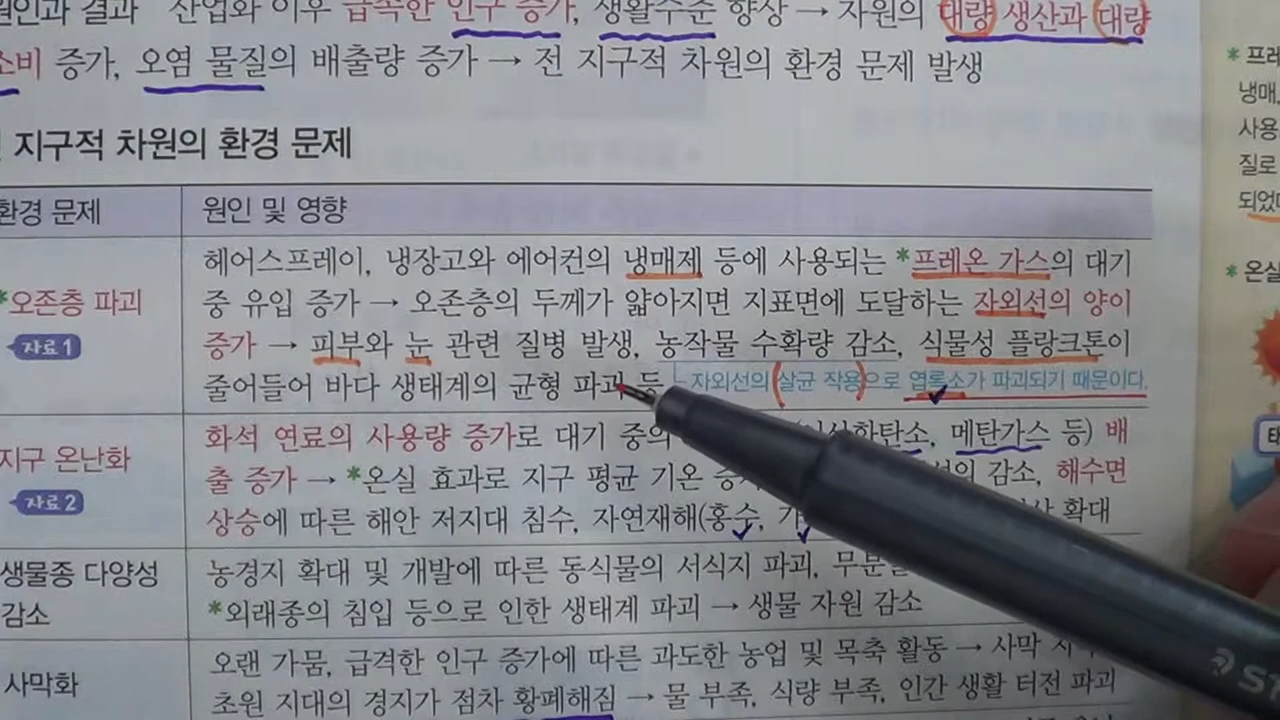 원인과 결과 산업화 이후 급속한 인구 증가, 생활수준 향상 → 자원의 대량 생산과 대량
소비 증가, 오염 물질의 배출량 증가 → 전 지구적 차원의 환경 문제 발생
지구적 차원의 환경 문제
환경 문제 원인 및 영향
*오존층 파괴
자료1
헤어스프레이, 냉장고와 에어컨의 냉매제 등에 사용되는 *프레온 가스의 대기
중 유입 증가 → 오존층의 두께가 얇아지면 지표면에 도달하는 자외선의 양이
증가 → 피부와 눈 관련 질병 발생, 농작물 수확량 감소, 식물성 플랑크톤이
줄어들어 바다 생태계의 균형 파괴 등
자외선의 살균 작용으로 엽록소가 파괴되기 때문이다.
지구 온난화
자료2
화석 연료의 사용량 증가로 대기 중의 메탄가스 등) 배
출 증가 → *온실 효과로 지구 평균 기온 감소, 해수면
상승에 따른 해안 저지대 침수, 자연재해(홍수, 확대
생물종 다양성
감소
농경지 확대 및 개발에 따른 동식물의 서식지 파괴,
*외래종의 침입 등으로 인한 생태계 파괴 → 생물 자원 감소
사막화
오랜 가뭄, 급격한 인구 증가에 따른 과도한 농업 및 목축 활동 → 사막
초원 지대의 경지가 점차 황폐해짐 → 물 부족, 식량 부족, 인간 생활 터전 파괴
*프레
냉매,
사용
질로
되었
*온실